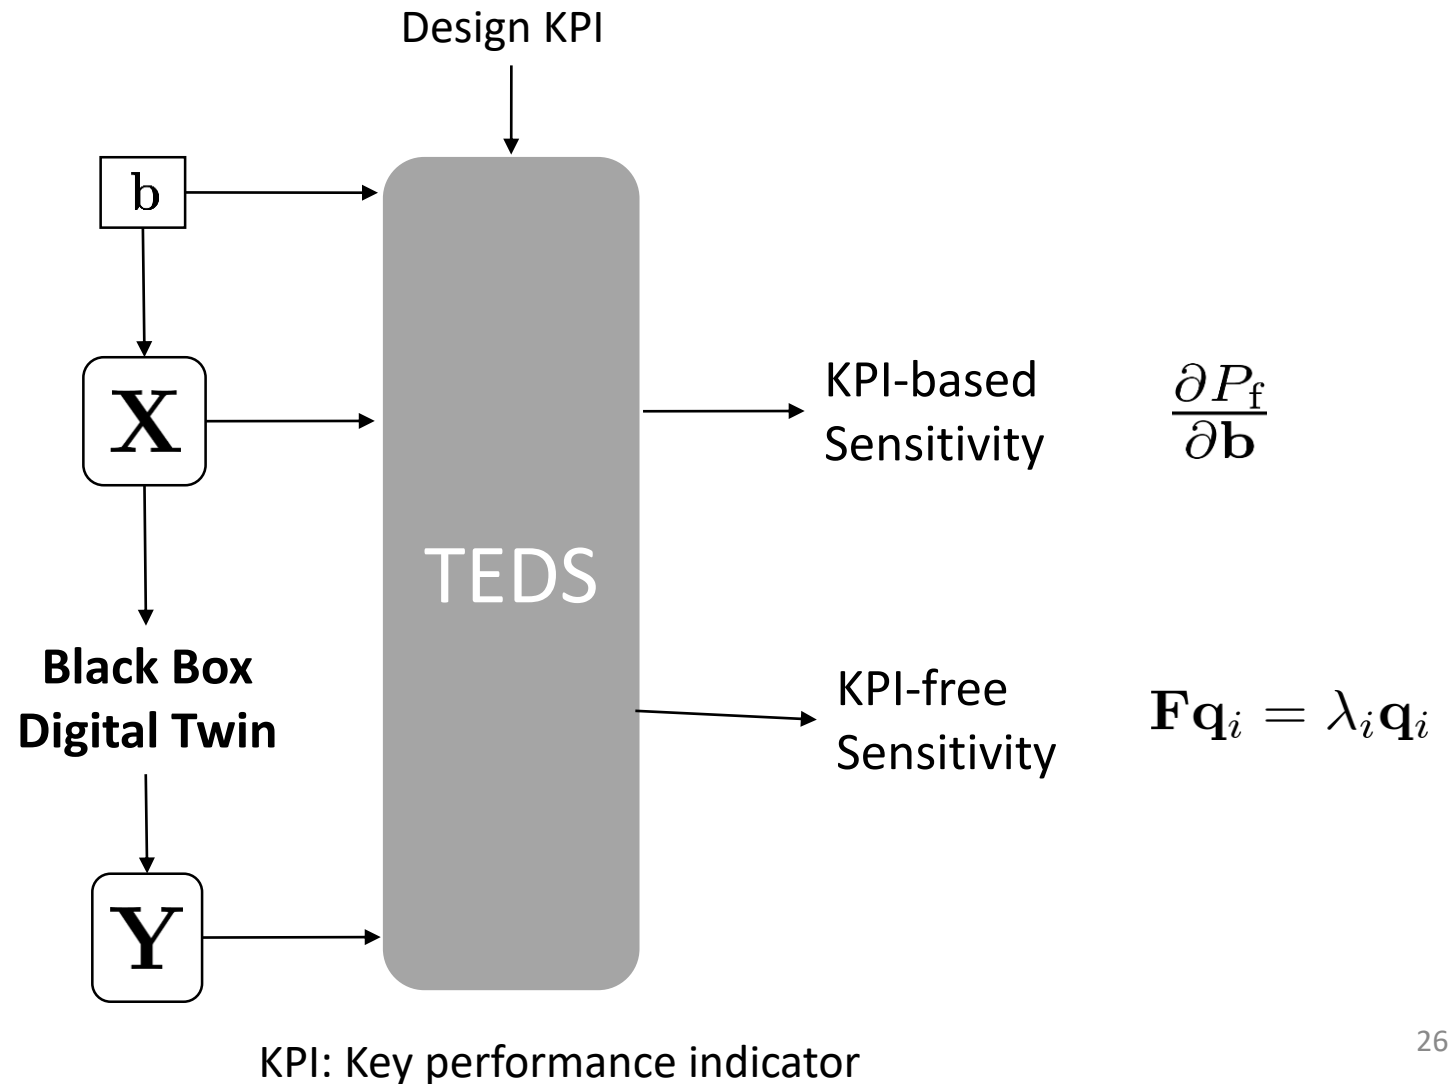 Design KPI
b
X
Black Box
Digital Twin
Y
TEDS
KPI-based
Sensitivity
∂P_f
∂b
KPI-free
Sensitivity
Fq_i = λ_i q_i
KPI: Key performance indicator
26